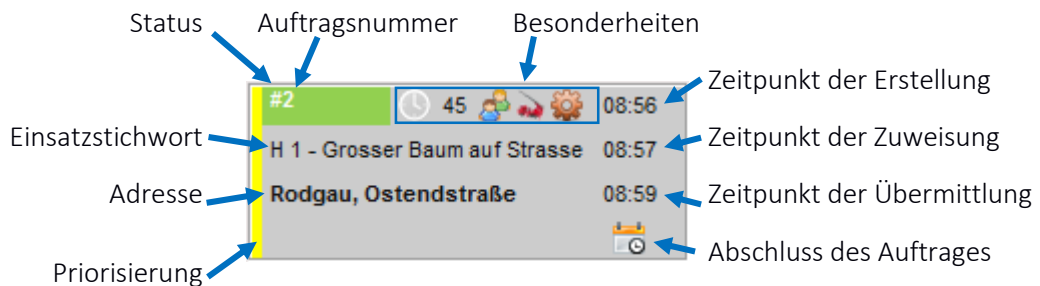 Status Auftragsnummer Besonderheiten
#2 45 08:56 Zeitpunkt der Erstellung
Einsatzstichwort H 1 - Grosser Baum auf Strasse 08:57 Zeitpunkt der Zuweisung
Adresse Rodgau, Ostendstraße 08:59 Zeitpunkt der Übermittlung
Abschluss des Auftrages
Priorisierung